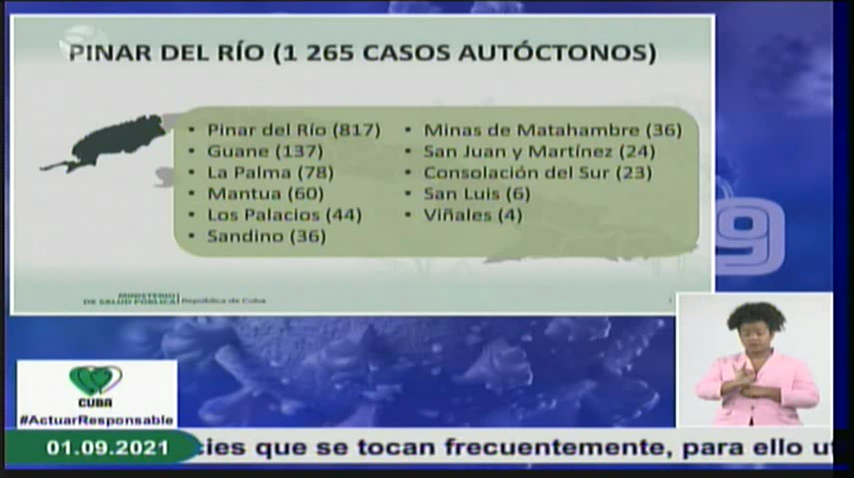 PINAR DEL RÍO (1 265 CASOS AUTÓCTONOS)
• Pinar del Río (817)
• Guane (137)
• La Palma (78)
• Mantua (60)
• Los Palacios (44)
• Sandino (36)
• Minas de Matahambre (36)
• San Juan y Martínez (24)
• Consolación del Sur (23)
• San Luis (6)
• Viñales (4)
MINISTERIO
DE SALUD PÚBLICA República de Cuba
9
CUBA
#ActuarResponsable
01.09.2021 cies que se tocan frecuentemente, para ello ut